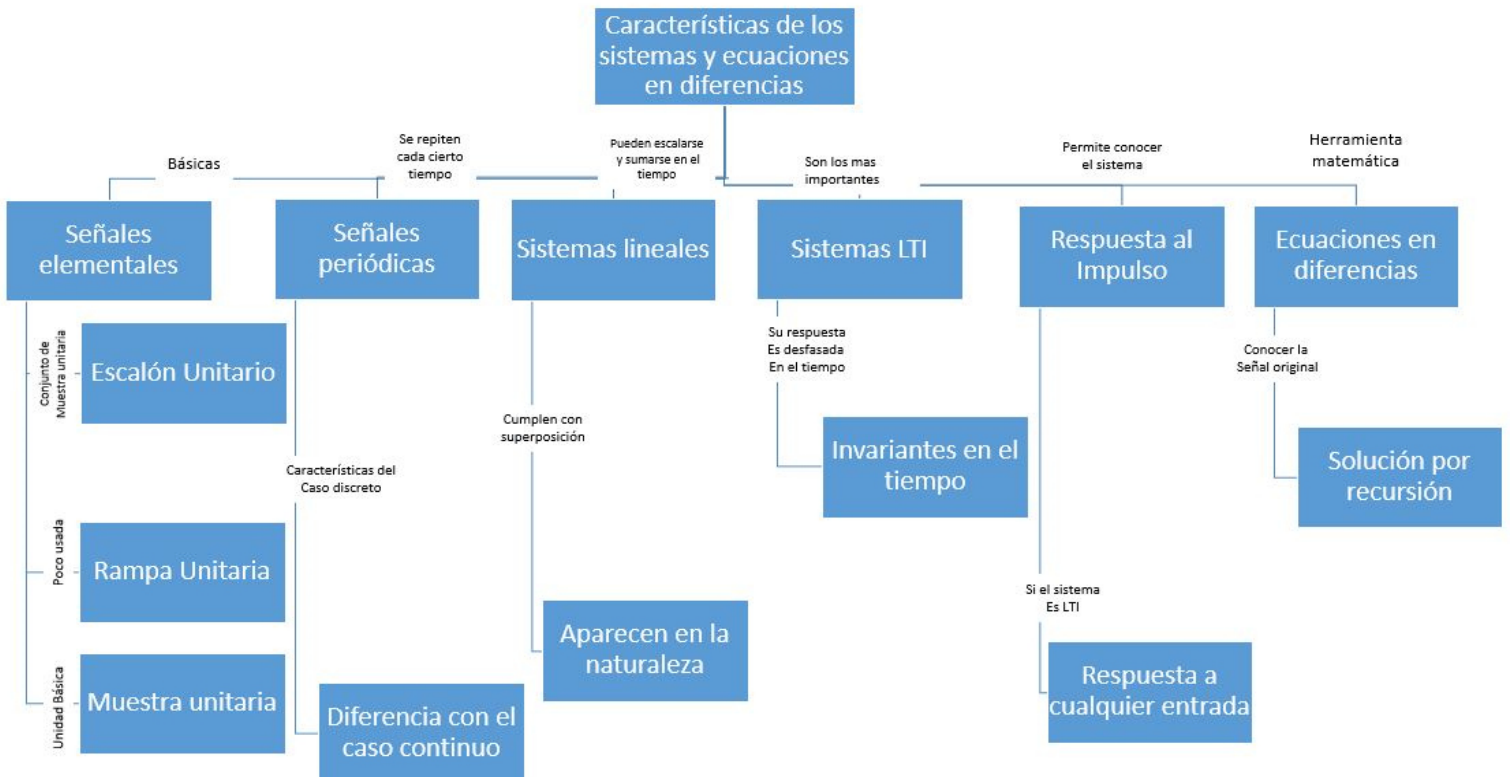 Características de los
sistemas y ecuaciones
en diferencias
Básicas
Se repiten
cada cierto
tiempo
Pueden escalarse
y sumarse en el
tiempo
Son los mas
importantes
Permite conocer
el sistema
Herramienta
matemática
Señales
elementales
Señales
periódicas
Sistemas lineales
Sistemas LTI
Respuesta al
Impulso
Ecuaciones en
diferencias
Conjunto de
Muestra unitaria
Escalón Unitario
Poco usada
Rampa Unitaria
Unidad Básica
Muestra unitaria
Características del
Caso discreto
Diferencia con el
caso continuo
Cumplen con
superposición
Aparecen en la
naturaleza
Su respuesta
Es desfasada
En el tiempo
Invariantes en el
tiempo
Si el sistema
Es LTI
Respuesta a
cualquier entrada
Conocer la
Señal original
Solución por
recursión